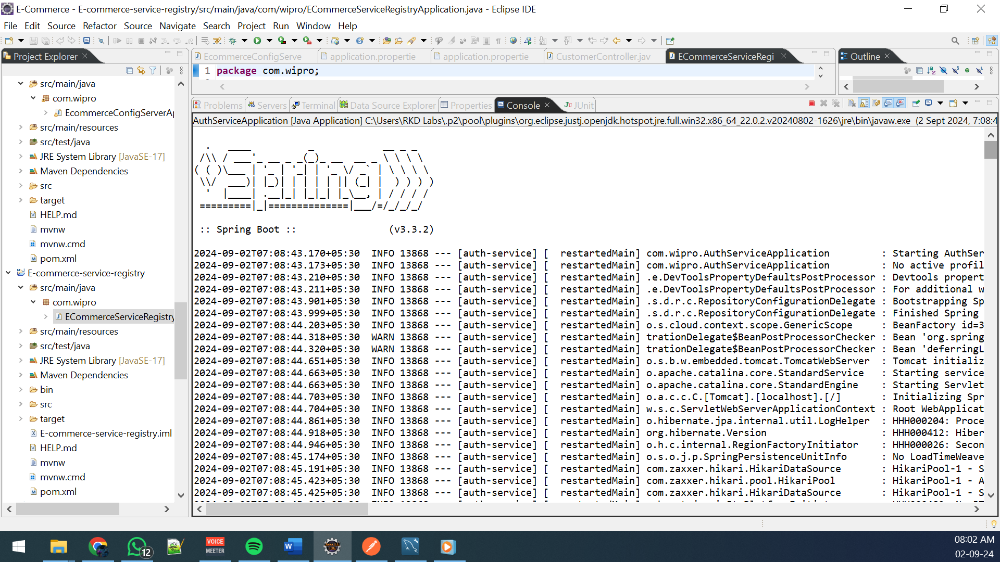 E-Commerce - E-commerce-service-registry/src/main/java/com/wipro/ECommerceServiceRegistryApplication.java - Eclipse IDE
File Edit Source Refactor Source Navigate Search Project Run Window Help
Project Explorer
EcommerceConfigServe
application.propertie
application.propertie
CustomerController.jav
ECommerceServiceRegi
Outline
1 package com.wipro;
src/main/java
com.wipro
EcommerceConfigServerA
src/main/resources
src/test/java
JRE System Library [JavaSE-17]
Maven Dependencies
src
target
HELP.md
mvnw
mvnw.cmd
pom.xml
E-commerce-service-registry
src/main/java
com.wipro
ECommerceServiceRegistry
src/main/resources
src/test/java
JRE System Library [JavaSE-17]
Maven Dependencies
bin
src
target
E-commerce-service-registry.iml
HELP.md
mvnw
mvnw.cmd
pom.xml
Problems Servers Terminal Data Source Explorer Properties Console JUnit
AuthServiceApplication [Java Application] C:\Users\RKD Labs\.p2\pool\plugins\org.eclipse.justj.openjdk.hotspot.jre.full.win32.x86_64_22.0.2.v20240802-1626\jre\bin\javaw.exe (2 Sept 2024, 7:08:4
Spring
:: Spring Boot :: (v3.3.2)
2024-09-02T07:08:43.170+05:30 INFO 13868 --- [auth-service] [ restartedMain] com.wipro.AuthServiceApplication : Starting AuthSer
2024-09-02T07:08:43.173+05:30 INFO 13868 --- [auth-service] [ restartedMain] com.wipro.AuthServiceApplication : No active profil
2024-09-02T07:08:43.210+05:30 INFO 13868 --- [auth-service] [ restartedMain] .e.DevToolsPropertyDefaultsPostProcessor : Devtools propert
2024-09-02T07:08:43.211+05:30 INFO 13868 --- [auth-service] [ restartedMain] .e.DevToolsPropertyDefaultsPostProcessor : For additional w
2024-09-02T07:08:43.901+05:30 INFO 13868 --- [auth-service] [ restartedMain] .s.d.r.c.RepositoryConfigurationDelegate : Bootstrapping Sp
2024-09-02T07:08:43.999+05:30 INFO 13868 --- [auth-service] [ restartedMain] .s.d.r.c.RepositoryConfigurationDelegate : Finished Spring
2024-09-02T07:08:44.203+05:30 INFO 13868 --- [auth-service] [ restartedMain] o.s.cloud.context.scope.GenericScope : BeanFactory id=3
2024-09-02T07:08:44.318+05:30 WARN 13868 --- [auth-service] [ restartedMain] trationDelegate$BeanPostProcessorChecker : Bean 'org.spring
2024-09-02T07:08:44.320+05:30 WARN 13868 --- [auth-service] [ restartedMain] trationDelegate$BeanPostProcessorChecker : Bean 'deferringL
2024-09-02T07:08:44.651+05:30 INFO 13868 --- [auth-service] [ restartedMain] o.s.b.w.embedded.tomcat.TomcatWebServer : Tomcat initializ
2024-09-02T07:08:44.663+05:30 INFO 13868 --- [auth-service] [ restartedMain] o.apache.catalina.core.StandardService : Starting service
2024-09-02T07:08:44.663+05:30 INFO 13868 --- [auth-service] [ restartedMain] o.apache.catalina.core.StandardEngine : Starting Servlet
2024-09-02T07:08:44.703+05:30 INFO 13868 --- [auth-service] [ restartedMain] o.a.c.c.C.[Tomcat].[localhost].[/] : Initializing Spr
2024-09-02T07:08:44.704+05:30 INFO 13868 --- [auth-service] [ restartedMain] w.s.c.ServletWebServerApplicationContext : Root WebApplicat
2024-09-02T07:08:44.861+05:30 INFO 13868 --- [auth-service] [ restartedMain] o.hibernate.jpa.internal.util.LogHelper : HHH000204: Proce
2024-09-02T07:08:44.918+05:30 INFO 13868 --- [auth-service] [ restartedMain] org.hibernate.Version : HHH000412: Hiber
2024-09-02T07:08:44.946+05:30 INFO 13868 --- [auth-service] [ restartedMain] o.h.c.internal.RegionFactoryInitiator : HHH000026: Secon
2024-09-02T07:08:45.174+05:30 INFO 13868 --- [auth-service] [ restartedMain] o.s.o.j.p.SpringPersistenceUnitInfo : No LoadTimeWeave
2024-09-02T07:08:45.191+05:30 INFO 13868 --- [auth-service] [ restartedMain] com.zaxxer.hikari.HikariDataSource : HikariPool-1 - S
2024-09-02T07:08:45.423+05:30 INFO 13868 --- [auth-service] [ restartedMain] com.zaxxer.hikari.pool.HikariPool : HikariPool-1 - A
2024-09-02T07:08:45.425+05:30 INFO 13868 --- [auth-service] [ restartedMain] com.zaxxer.hikari.HikariDataSource : HikariPool-1 - S
12
VOICE
MEETER
Java EE
IDE
08:02 AM
02-09-24